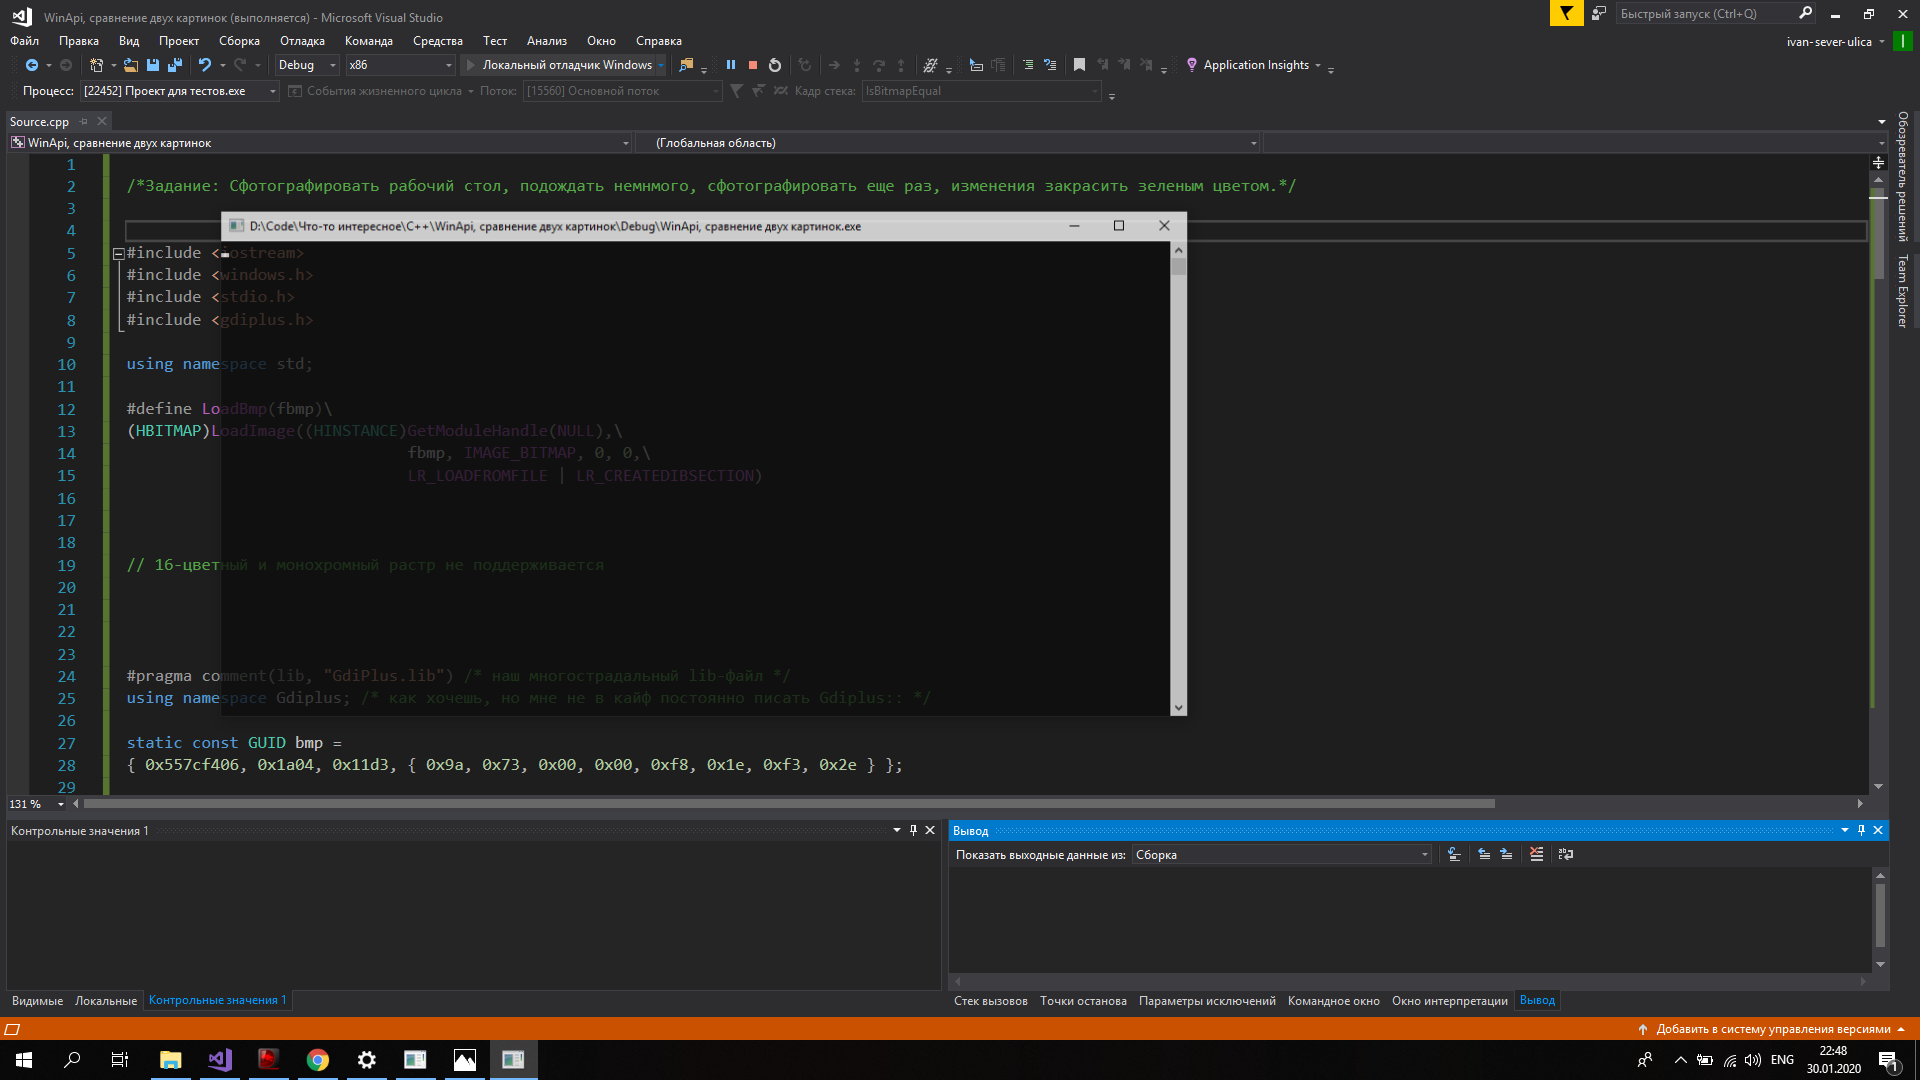 WinApi, сравнение двух картинок (выполняется) - Microsoft Visual Studio
Быстрый запуск (Ctrl+Q)
Файл Правка Вид Проект Сборка Отладка Команда Средства Тест Анализ Окно Справка
ivan-sever-ulica
Debug x86 Локальный отладчик Windows Application Insights
Процесс: [22452] Проект для тестов.exe События жизненного цикла Поток: [15560] Основной поток Кадр стека: IsBitmapEqual
Source.cpp
WinApi, сравнение двух картинок (Глобальная область)
1
2 /*Задание: Сфотографировать рабочий стол, подождать немнмого, сфотографировать еще раз, изменения закрасить зеленым цветом.*/
3
D:\Code\Что-то интересное\C++\WinApi, сравнение двух картинок\Debug\WinApi, сравнение двух картинок.exe
4
5 #include <iostream>
6 #include <windows.h>
7 #include <stdio.h>
8 #include <gdiplus.h>
9
10 using namespace std;
11
12 #define LoadBmp(fbmp)\
13 (HBITMAP)LoadImage((HINSTANCE)GetModuleHandle(NULL),\
14 fbmp, IMAGE_BITMAP, 0, 0,\
15 LR_LOADFROMFILE | LR_CREATEDIBSECTION)
16
17
18
19 // 16-цветный и монохромный растр не поддерживается
20
21
22
23
24 #pragma comment(lib, "GdiPlus.lib") /* наш многострадальный lib-файл */
25 using namespace Gdiplus; /* как хочешь, но мне не в кайф постоянно писать Gdiplus:: */
26
27 static const GUID bmp =
28 { 0x557cf406, 0x1a04, 0x11d3, { 0x9a, 0x73, 0x00, 0x00, 0xf8, 0x1e, 0xf3, 0x2e } };
29
131 %
Обозреватель решений
Team Explorer
Контрольные значения 1
Вывод
Показать выходные данные из: Сборка
Видимые Локальные Контрольные значения 1
Стек вызовов Точки останова Параметры исключений Командное окно Окно интерпретации Вывод
Добавить в систему управления версиями
ENG
22:48
30.01.2020
1